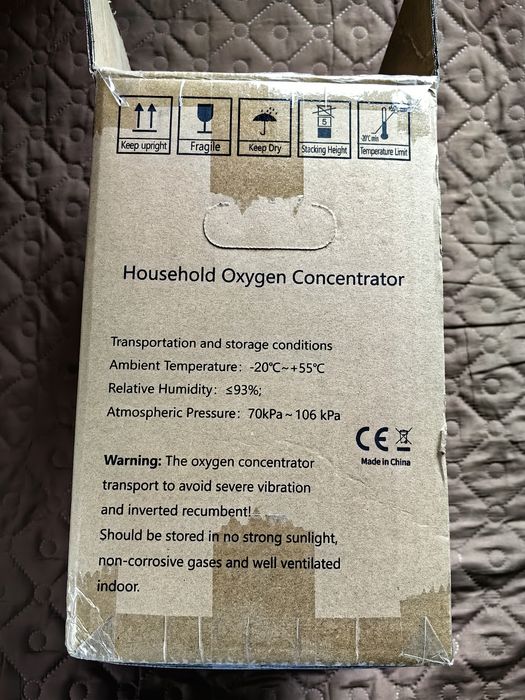 5
-20℃ min
Keep upright
Fragile
Keep Dry
Stacking Height
Temperature Limit
Household Oxygen Concentrator
Transportation and storage conditions
Ambient Temperature: -20℃~+55℃
Relative Humidity: ≤93%;
Atmospheric Pressure: 70kPa~106 kPa
CE
Made in China
Warning: The oxygen concentrator
transport to avoid severe vibration
and inverted recumbent!
Should be stored in no strong sunlight,
non-corrosive gases and well ventilated
indoor.